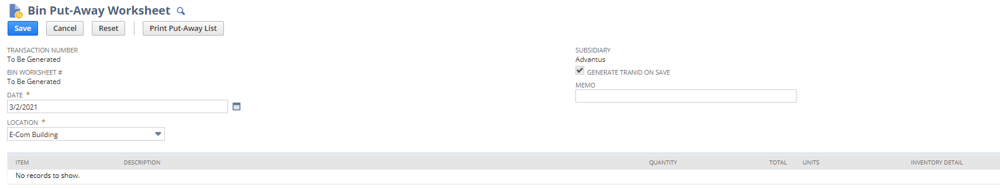 Bin Put-Away Worksheet
Save Cancel Reset Print Put-Away List
TRANSACTION NUMBER
To Be Generated
BIN WORKSHEET #
To Be Generated
DATE *
3/2/2021
LOCATION *
E-Com Building
SUBSIDIARY
Advantus
GENERATE TRANID ON SAVE
MEMO
ITEM DESCRIPTION QUANTITY TOTAL UNITS INVENTORY DETAIL
No records to show.